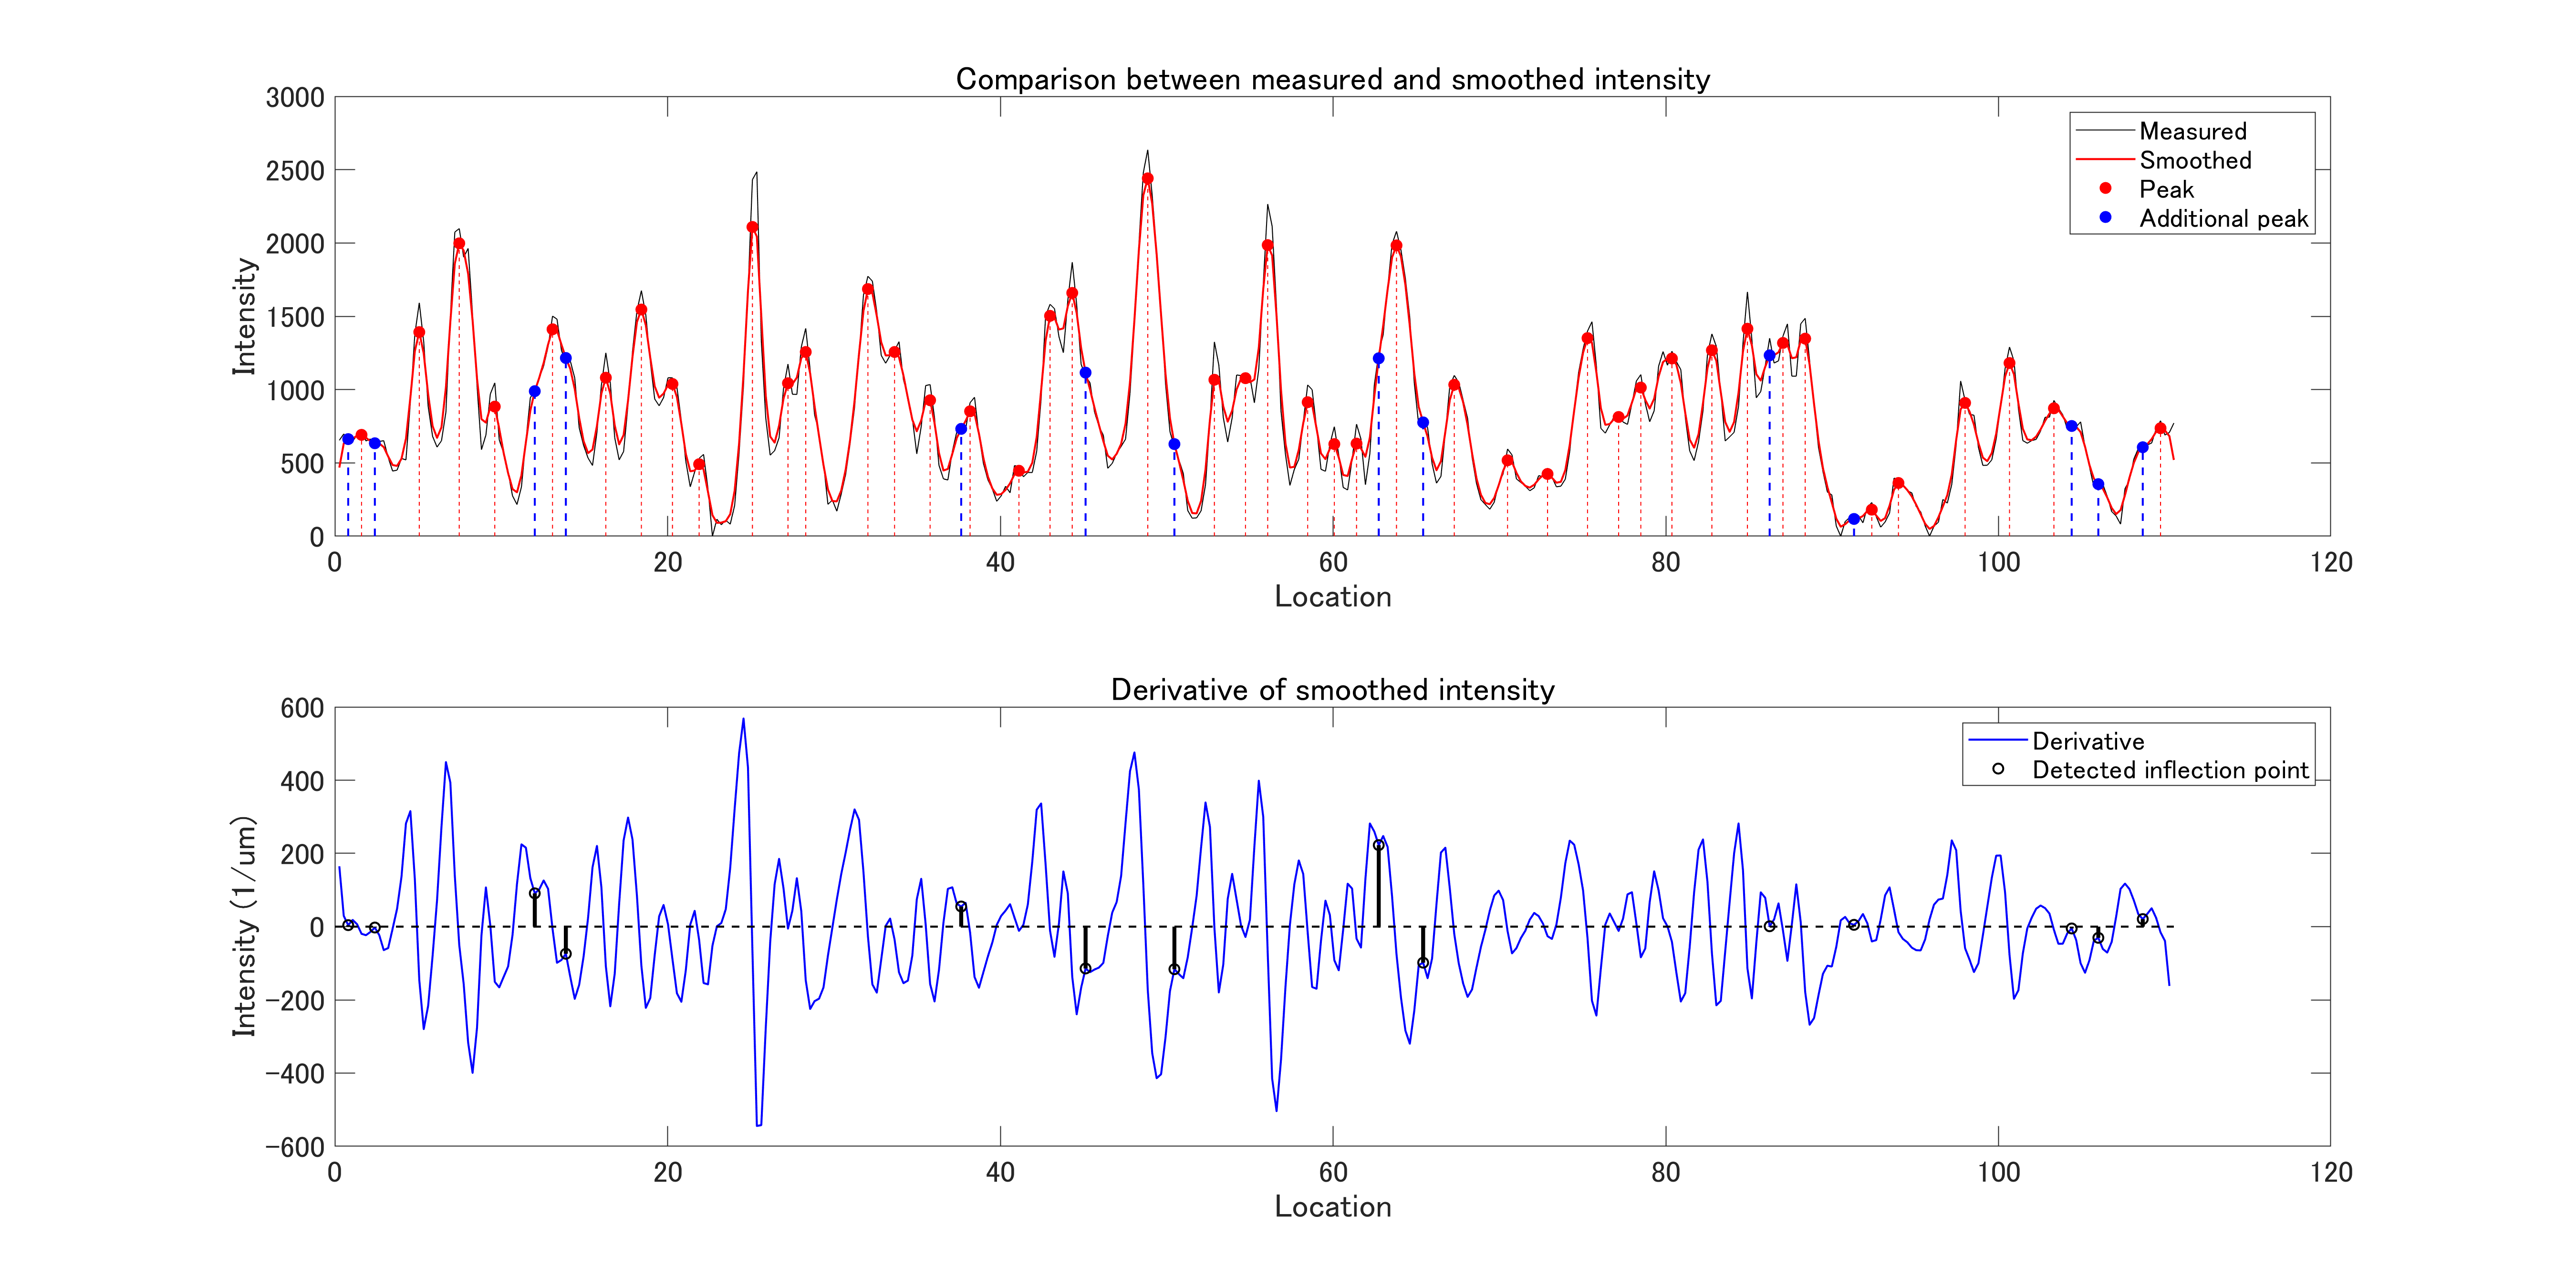 Comparison between measured and smoothed intensity
3000
2500
2000
1500
1000
500
0
Intensity
Measured
Smoothed
Peak
Additional peak
0 20 40 60 80 100 120
Location
Derivative of smoothed intensity
600
400
200
0
-200
-400
-600
Intensity (1/um)
Derivative
Detected inflection point
0 20 40 60 80 100 120
Location